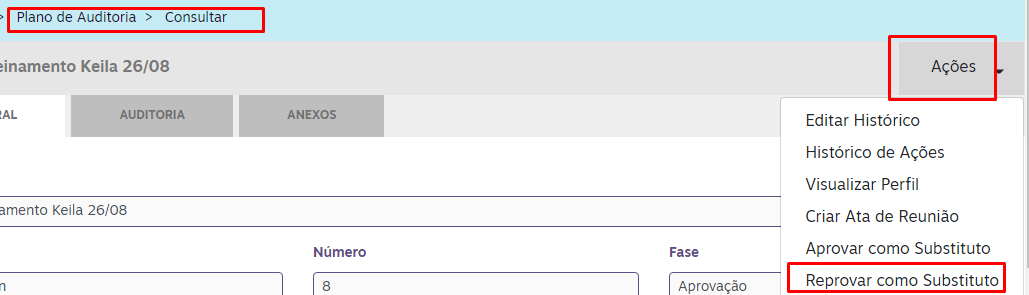 > Plano de Auditoria > Consultar
einamento Keila 26/08
Ações
RAL
AUDITORIA
ANEXOS
Editar Histórico
Histórico de Ações
Visualizar Perfil
Criar Ata de Reunião
Aprovar como Substituto
Reprovar como Substituto
namento Keila 26/08
Número
Fase
n
8
Aprovação